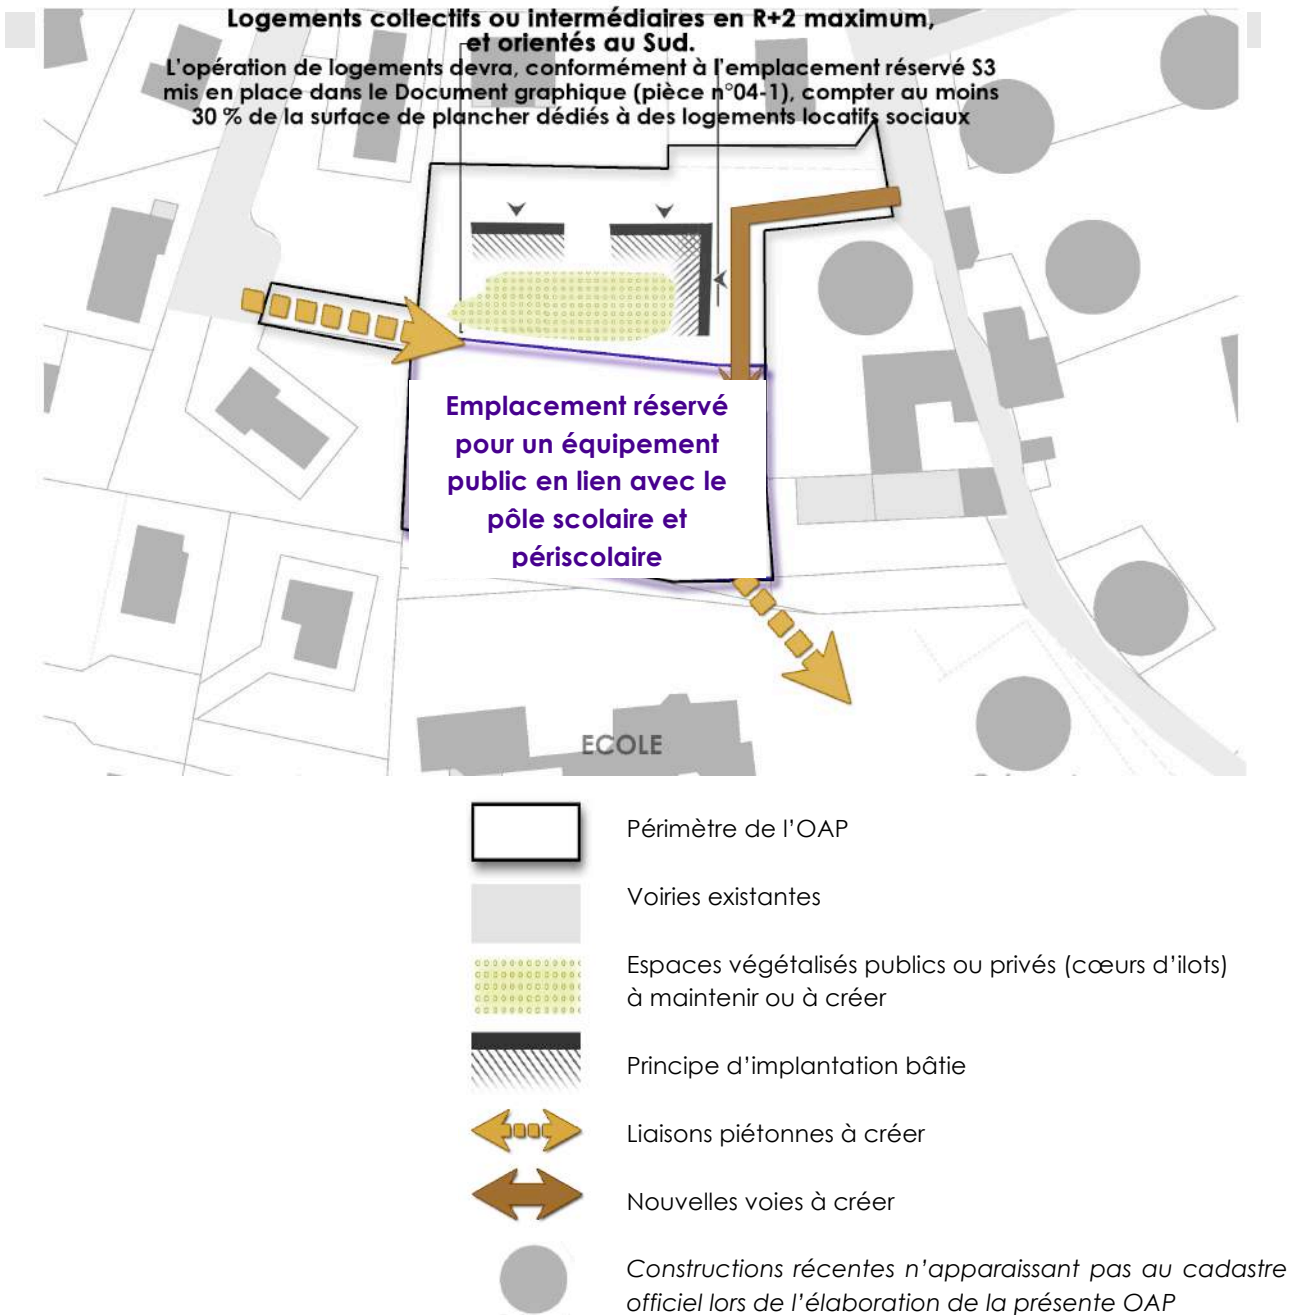 Logements collectifs ou intermédiaires en R+2 maximum,
et orientés au Sud.
L'opération de logements devra, conformément à l'emplacement réservé S3
mis en place dans le Document graphique (pièce n°04-1), compter au moins
30 % de la surface de plancher dédiés à des logements locatifs sociaux
Emplacement réservé
pour un équipement
public en lien avec le
pôle scolaire et
périscolaire
ECOLE
Périmètre de l'OAP
Voiries existantes
Espaces végétalisés publics ou privés (cœurs d'ilots)
à maintenir ou à créer
Principe d'implantation bâtie
Liaisons piétonnes à créer
Nouvelles voies à créer
Constructions récentes n'apparaissant pas au cadastre
officiel lors de l'élaboration de la présente OAP